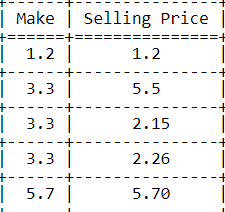 +------+---------------+
| Make | Selling Price |
+======+===============+
| 1.2 | 1.2 |
+------+---------------+
| 3.3 | 5.5 |
+------+---------------+
| 3.3 | 2.15 |
+------+---------------+
| 3.3 | 2.26 |
+------+---------------+
| 5.7 | 5.70 |
+------+---------------+